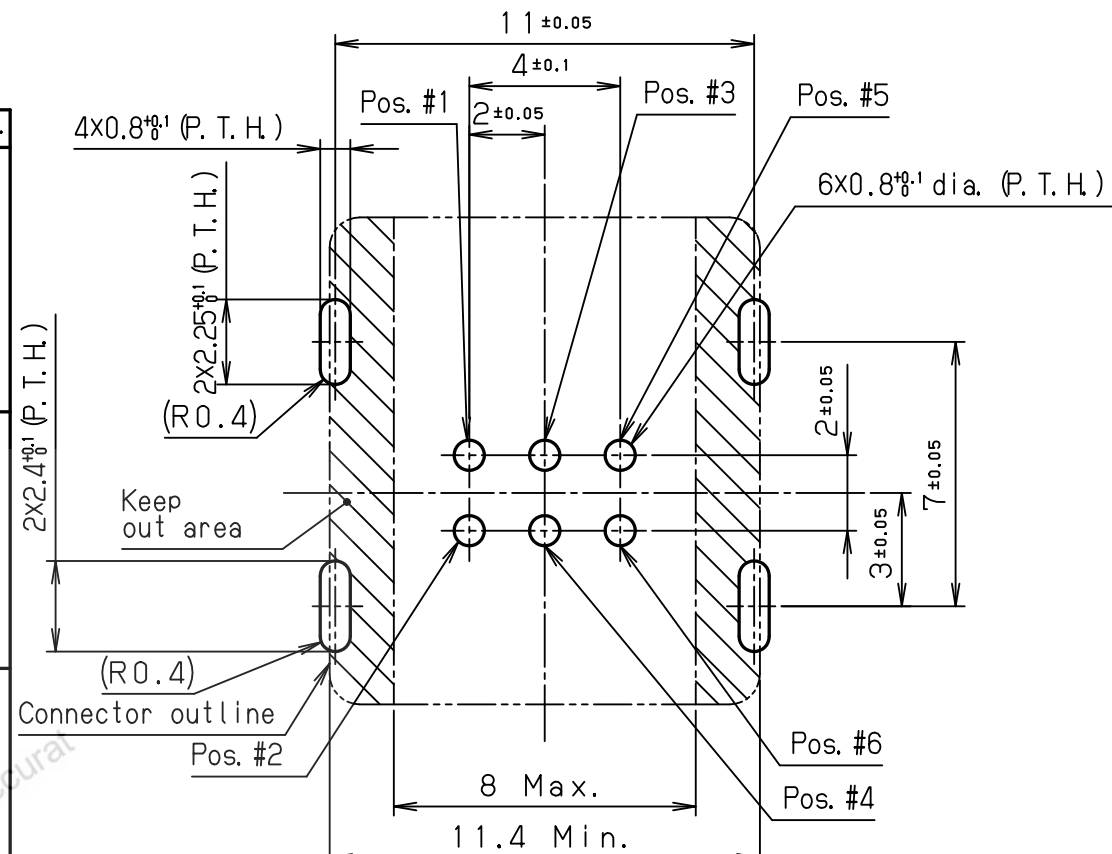 11±0.05
4±0.1
Pos. #1
2±0.05
Pos. #3
Pos. #5
4X0.8+0.1 0 (P. T. H.)
6X0.8+0.1 0 dia. (P. T. H.)
2X2.25+0.1 0 (P. T. H.)
2X2.4+0.1 0 (P. T. H.)
(R0.4)
2±0.05
7±0.05
3±0.05
Keep
out area
(R0.4)
Connector outline
Pos. #2
Pos. #6
8 Max.
Pos. #4
11.4 Min.